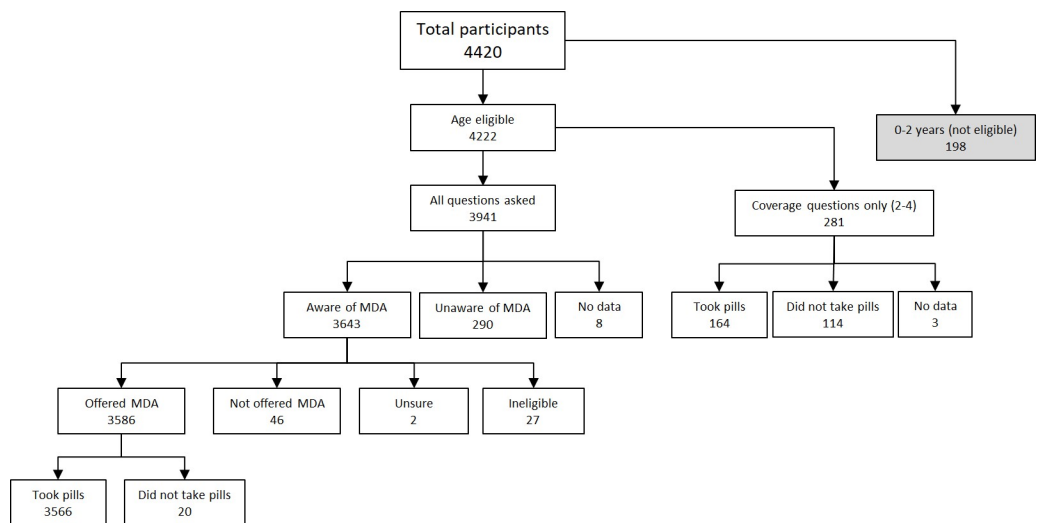 Total participants
4420
Age eligible
4222
0-2 years (not eligible)
198
All questions asked
3941
Coverage questions only (2-4)
281
Aware of MDA
3643
Unaware of MDA
290
No data
8
Took pills
164
Did not take pills
114
No data
3
Offered MDA
3586
Not offered MDA
46
Unsure
2
Ineligible
27
Took pills
3566
Did not take pills
20